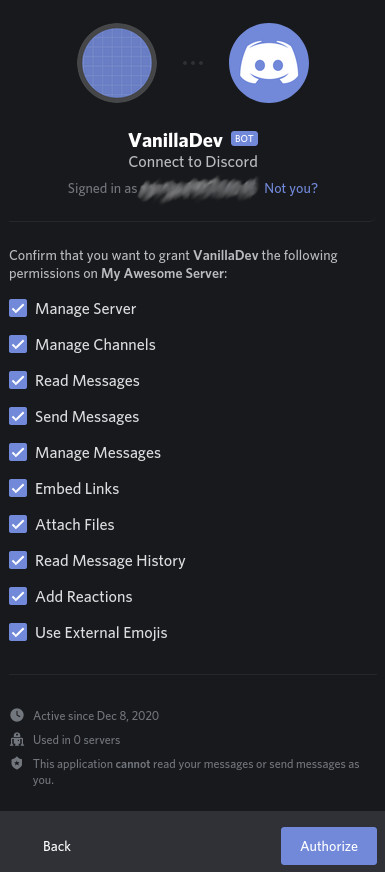 VanillaDev BOT
Connect to Discord
Signed in as Not you?
Confirm that you want to grant VanillaDev the following
permissions on My Awesome Server:
Manage Server
Manage Channels
Read Messages
Send Messages
Manage Messages
Embed Links
Attach Files
Read Message History
Add Reactions
Use External Emojis
Active since Dec 8, 2020
Used in 0 servers
This application cannot read your messages or send messages as
you.
Back
Authorize